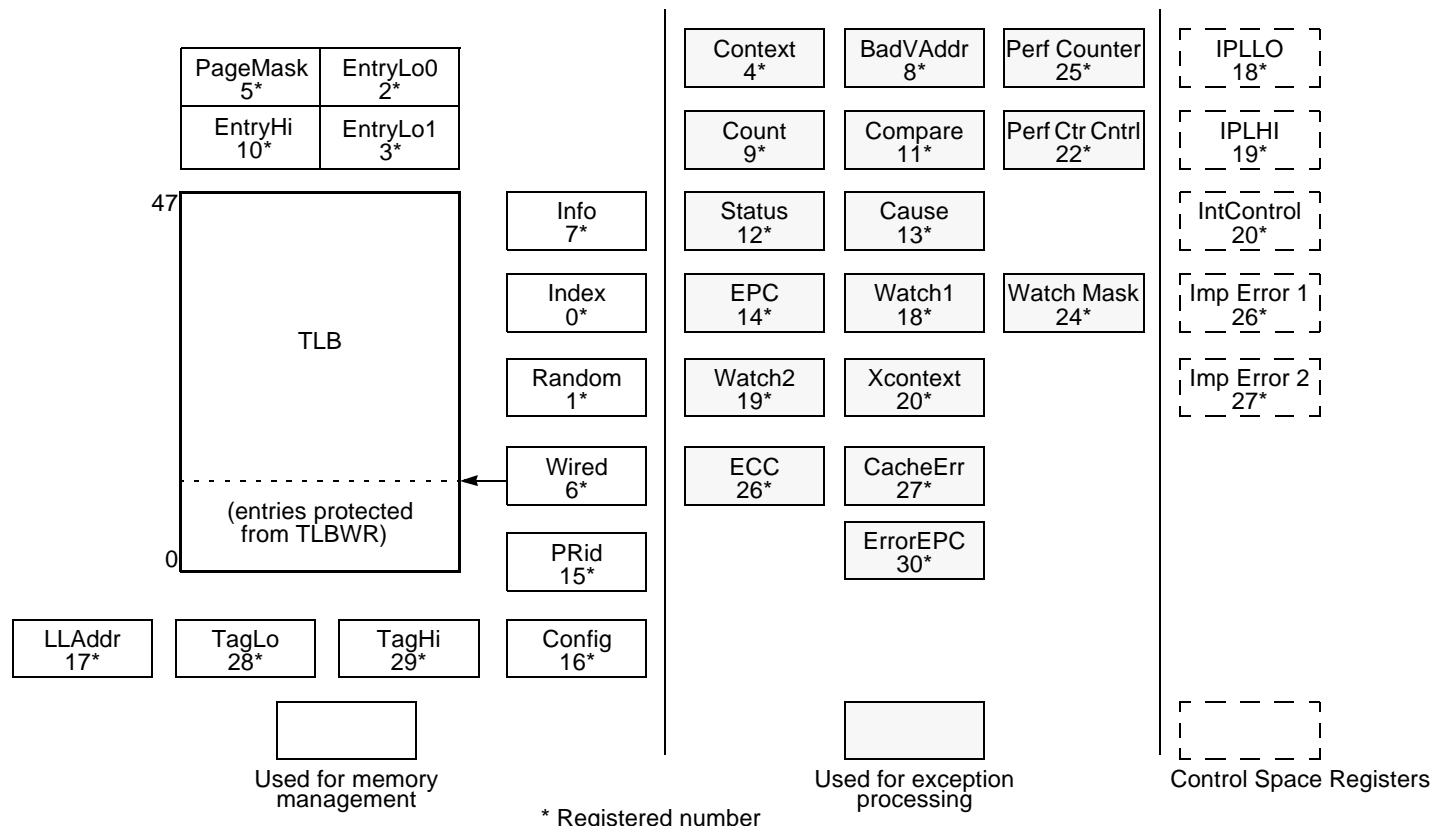 PageMask
5*
EntryLo0
2*
EntryHi
10*
EntryLo1
3*
47
TLB
(entries protected
from TLBWR)
0
Info
7*
Index
0*
Random
1*
Wired
6*
PRid
15*
LLAddr
17*
TagLo
28*
TagHi
29*
Config
16*
Used for memory
management
Context
4*
BadVAddr
8*
Perf Counter
25*
Count
9*
Compare
11*
Perf Ctr Cntrl
22*
Status
12*
Cause
13*
EPC
14*
Watch1
18*
Watch Mask
24*
Watch2
19*
Xcontext
20*
ECC
26*
CacheErr
27*
ErrorEPC
30*
Used for exception
processing
IPLLO
18*
IPLHI
19*
IntControl
20*
Imp Error 1
26*
Imp Error 2
27*
Control Space Registers
* Registered number